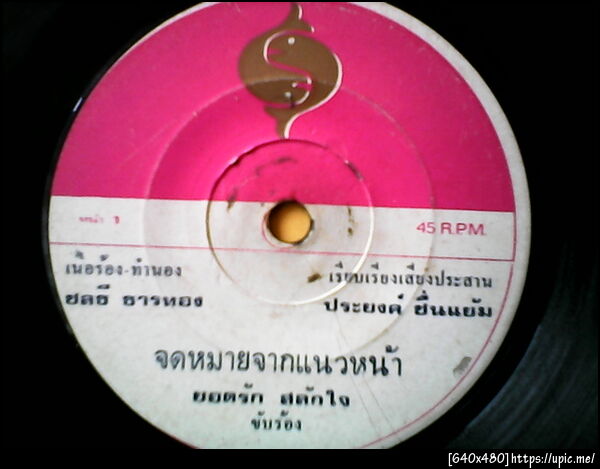 หน้า 1
45 R.P.M.
เนื้อร้อง-ทำนอง
เรียบเรียงเสียงประสาน
ชลธี ธารทอง
ประยงค์ ชื่นแย้ม
จดหมายจากแนวหน้า
ยอดรัก สลักใจ
ขับร้อง
[640x480]https://upic.me/